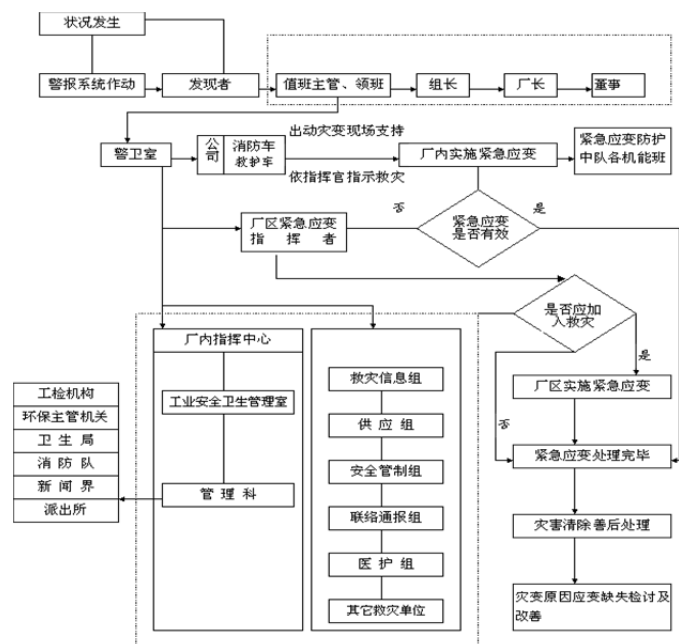 状况发生
警报系统作动
发现者
值班主管、领班
组长
厂长
董事
警卫室
公司
消防车
救护车
出动灾变现场支持
依指挥官指示救灾
厂内实施紧急应变
紧急应变防护
中队各机能班
厂区紧急应变
指挥者
否
紧急应变
是否有效
是
是否应加
入救灾
是
否
厂内指挥中心
工业安全卫生管理室
管理科
工检机构
环保主管机关
卫生局
消防队
新闻界
派出所
救灾信息组
供应组
安全管制组
联络通报组
医护组
其它救灾单位
厂区实施紧急应变
紧急应变处理完毕
灾害清除善后处理
灾变原因应变缺失检讨及
改善